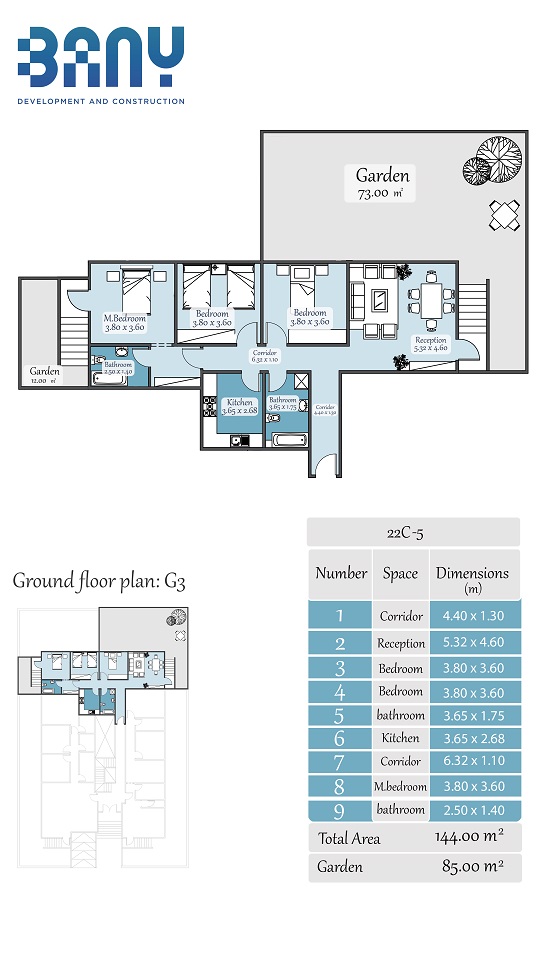 BANY
DEVELOPMENT AND CONSTRUCTION
Garden
73.00 m²
M.Bedroom
3.80 x 3.60
Bedroom
3.80 x 3.60
Bedroom
3.80 x 3.60
Reception
5.32 x 4.60
Corridor
6.32 x 1.10
Bathroom
2.50 x 1.40
Garden
12.00 m²
Kitchen
3.65 x 2.68
Bathroom
3.65 x 1.75
Corridor
4.40 x 1.30
22C-5
Ground floor plan: G3
Number Space Dimensions
(m)
1 Corridor 4.40 x 1.30
2 Reception 5.32 x 4.60
3 Bedroom 3.80 x 3.60
4 Bedroom 3.80 x 3.60
5 bathroom 3.65 x 1.75
6 Kitchen 3.65 x 2.68
7 Corridor 6.32 x 1.10
8 M.bedroom 3.80 x 3.60
9 bathroom 2.50 x 1.40
Total Area 144.00 m²
Garden 85.00 m²